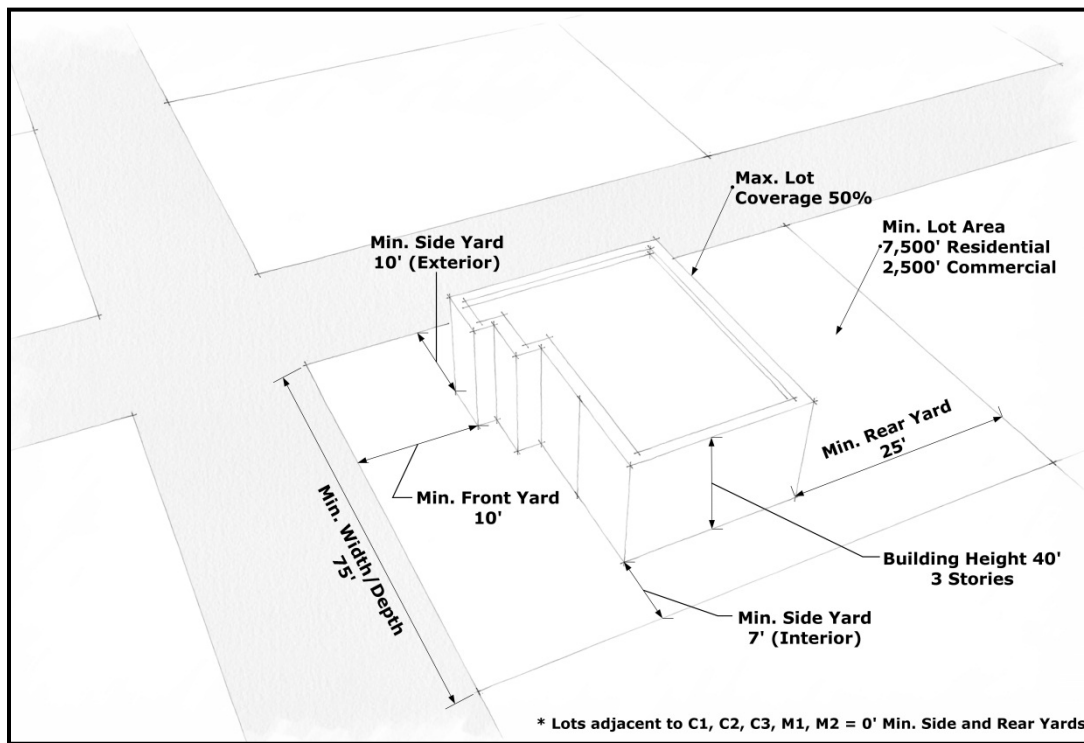 Max. Lot
Coverage 50%
Min. Lot Area
7,500' Residential
2,500' Commercial
Min. Side Yard
10' (Exterior)
Min. Rear Yard
25'
Min. Front Yard
10'
Min. Width/Depth
75'
Building Height 40'
3 Stories
Min. Side Yard
7' (Interior)
* Lots adjacent to C1, C2, C3, M1, M2 = 0' Min. Side and Rear Yards